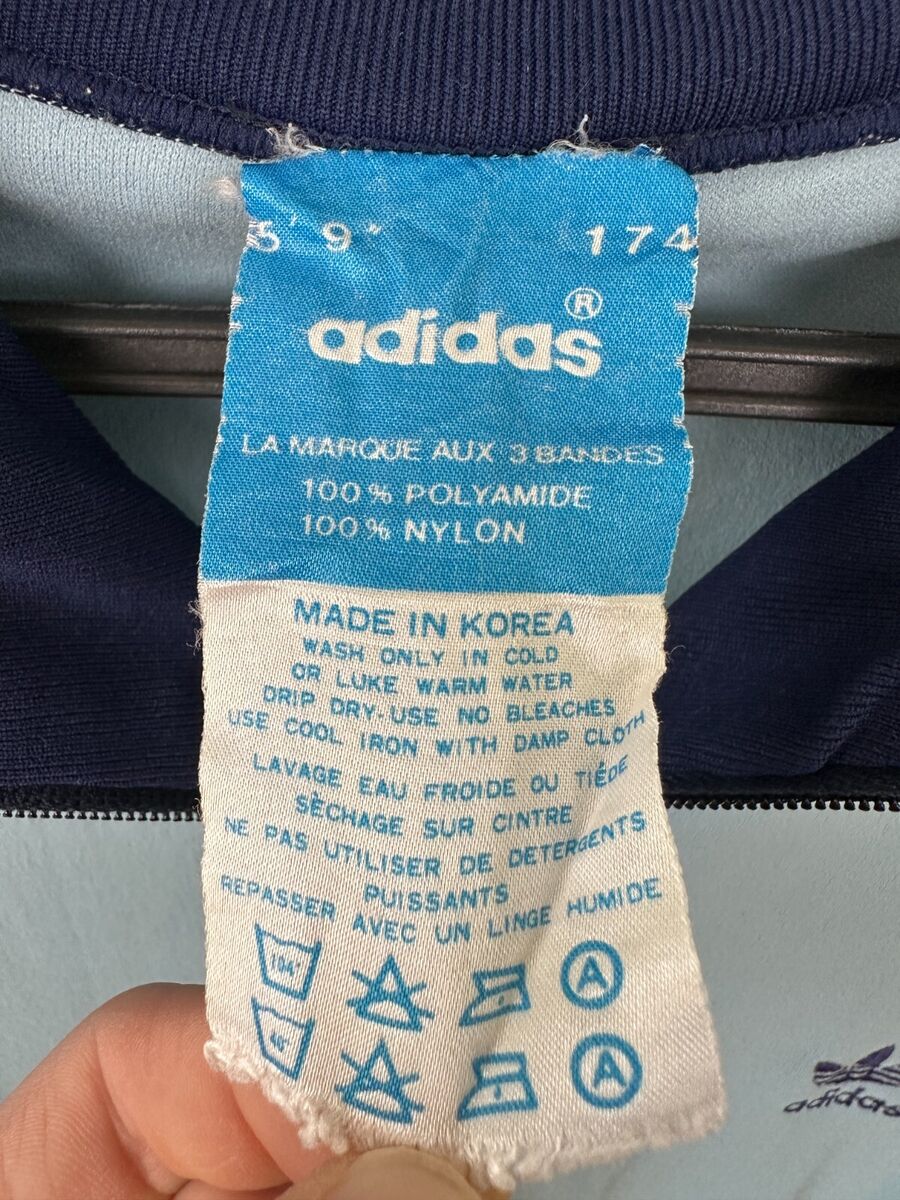 5' 9" 174
adidas®
LA MARQUE AUX 3 BANDES
100% POLYAMIDE
100% NYLON
MADE IN KOREA
WASH ONLY IN COLD
OR LUKE WARM WATER
DRIP DRY-USE NO BLEACHES
USE COOL IRON WITH DAMP CLOTH
LAVAGE EAU FROIDE OU TIÉDE
SÈCHAGE SUR CINTRE
NE PAS UTILISER DE DETERGENTS
PUISSANTS
REPASSER AVEC UN LINGE HUMIDE
104° A
A
adidas